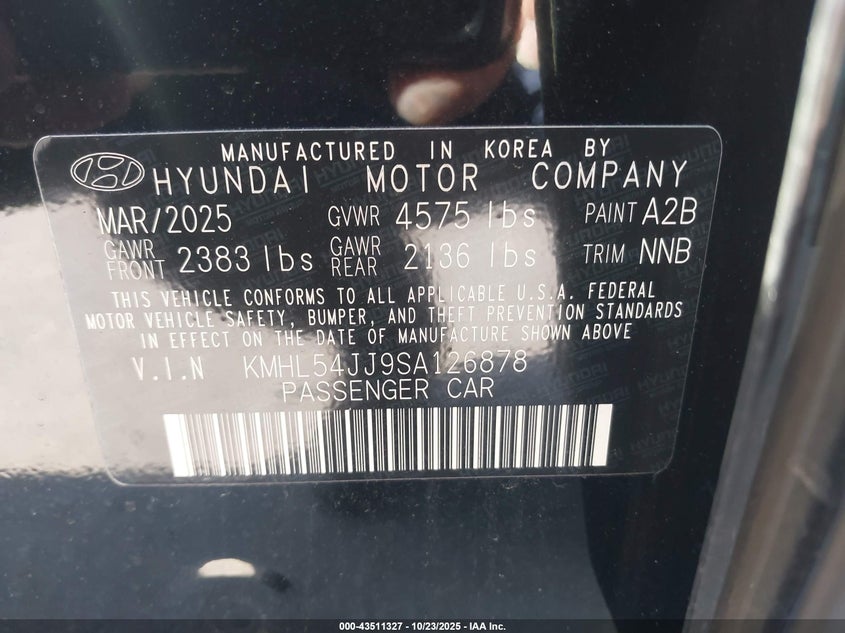 MANUFACTURED IN KOREA BY
HYUNDAI MOTOR COMPANY
MAR/2025 GVWR 4575 lbs PAINT A2B
GAWR FRONT 2383 lbs GAWR REAR 2136 lbs TRIM NNB
THIS VEHICLE CONFORMS TO ALL APPLICABLE U.S.A. FEDERAL
MOTOR VEHICLE SAFETY, BUMPER, AND THEFT PREVENTION STANDARDS
IN EFFECT ON THE DATE OF MANUFACTURE SHOWN ABOVE
V.I.N KMHL54JJ9SA126878
PASSENGER CAR
000-43511327 - 10/23/2025 - IAA Inc.